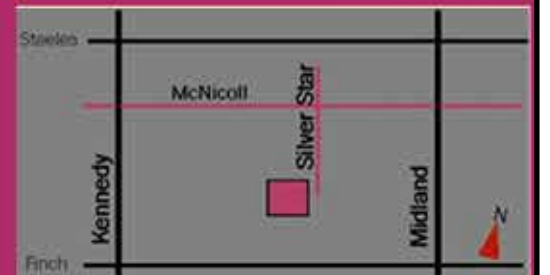 Steeles
McNicoll
Silver Star
Kennedy
Midland
N
Finch